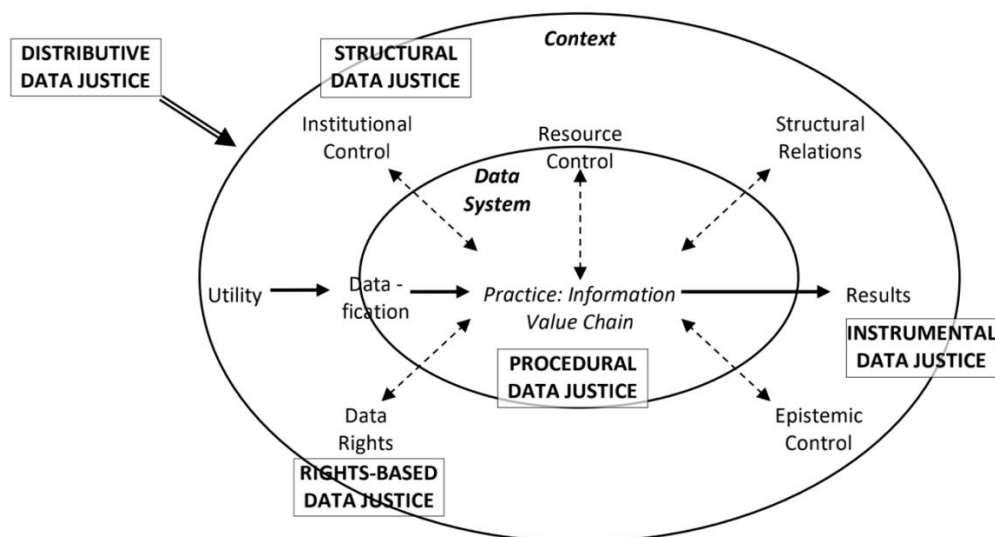 DISTRIBUTIVE
DATA JUSTICE
STRUCTURAL
DATA JUSTICE
Context
Institutional
Control
Resource
Control
Structural
Relations
Data
System
Utility
Data -
fication
Practice: Information
Value Chain
Results
PROCEDURAL
DATA JUSTICE
INSTRUMENTAL
DATA JUSTICE
Data
Rights
RIGHTS-BASED
DATA JUSTICE
Epistemic
Control